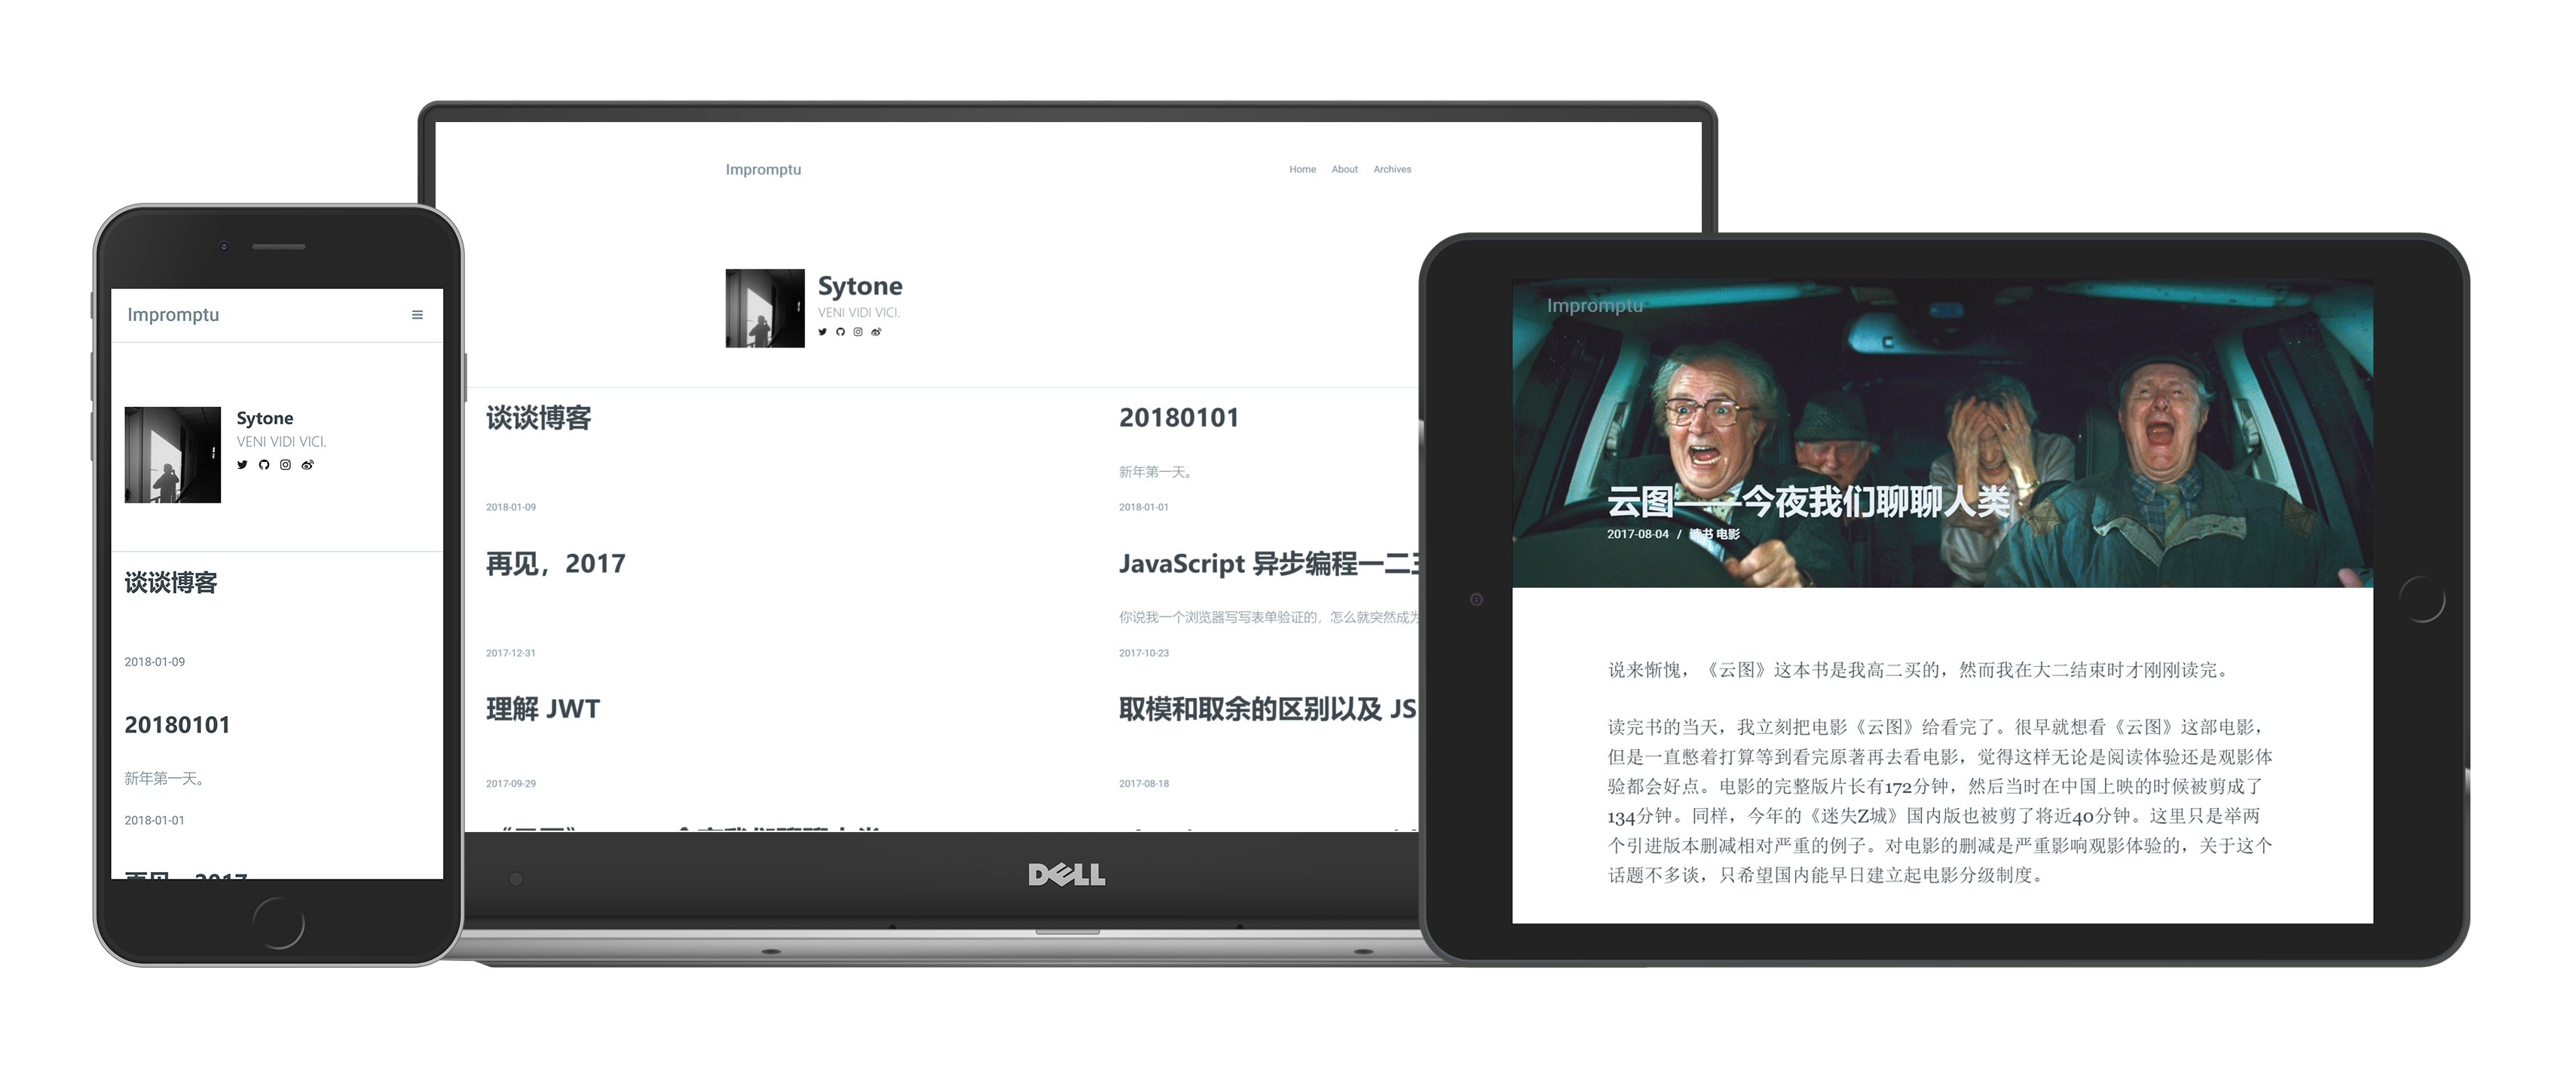 Impromptu
Sytone
VENI VIDI VICI.
谈谈博客
2018-01-09
20180101
新年第一天。
2018-01-01
再见，2017
Impromptu
Home About Archives
Sytone
VENI VIDI VICI.
谈谈博客
2018-01-09
20180101
新年第一天。
2018-01-01
再见，2017
2017-12-31
JavaScript 异步编程一二
你说我一个浏览器写写表单验证的，怎么就突然成为
2017-10-23
理解 JWT
2017-09-29
取模和取余的区别以及 JS
2017-08-18
今夜我们聊聊人类
DELL
Impromptu
云图——今夜我们聊聊人类
2017-08-04 / 读书 电影
说来惭愧，《云图》这本书是我高二买的，然而我在大二结束时才刚刚读完。
读完书的当天，我立刻把电影《云图》给看完了。很早就想看《云图》这部电影，
但是一直憋着打算等到看完原著再去看电影，觉得这样无论是阅读体验还是观影体
验都会好点。电影的完整版片长有172分钟，然后当时在中国上映的时候被剪成了
134分钟。同样，今年的《迷失Z城》国内版也被剪了将近40分钟。这里只是举两
个引进版本删减相对严重的例子。对电影的删减是严重影响观影体验的，关于这个
话题不多谈，只希望国内能早日建立起电影分级制度。